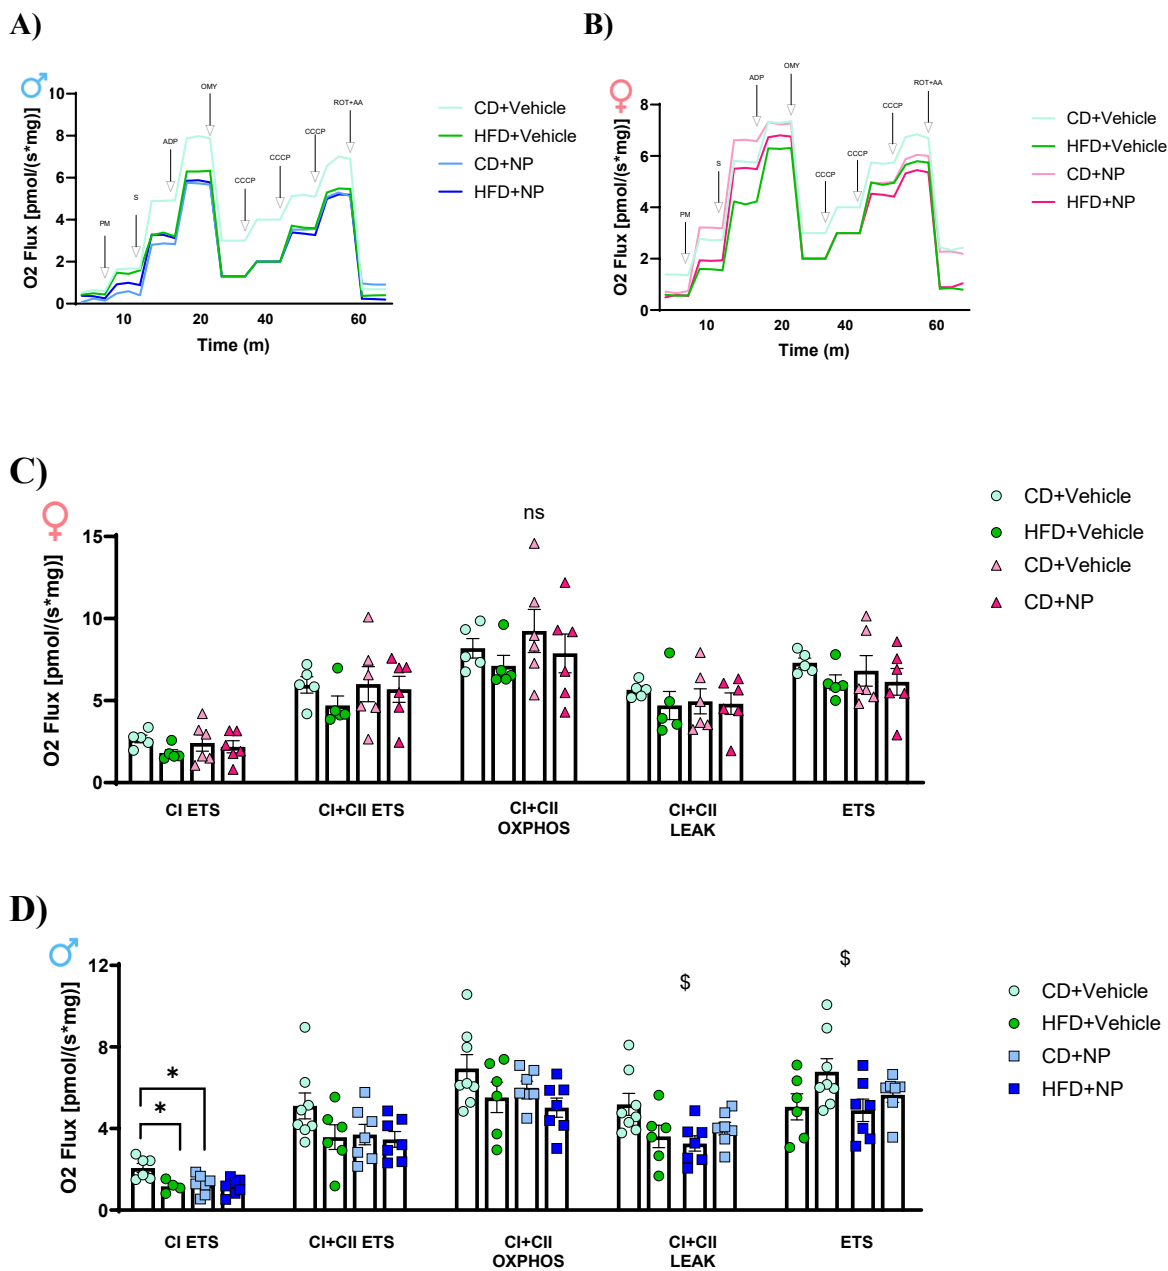 A)
♂
O2 Flux [pmol/(s*mg)]
10
8
6
4
2
0
PM
S
ADP
OMY
CCCP
CCCP
CCCP
ROT+AA
10
20
40
60
Time (m)
CD+Vehicle
HFD+Vehicle
CD+NP
HFD+NP
B)
♀
O2 Flux [pmol/(s*mg)]
8
6
4
2
0
PM
S
ADP
OMY
CCCP
CCCP
CCCP
ROT+AA
10
20
40
60
Time (m)
CD+Vehicle
HFD+Vehicle
CD+NP
HFD+NP
C)
♀
O2 Flux [pmol/(s*mg)]
15
10
5
0
ns
CI ETS
CI+CII ETS
CI+CII
OXPHOS
CI+CII
LEAK
ETS
CD+Vehicle
HFD+Vehicle
CD+Vehicle
CD+NP
D)
♂
O2 Flux [pmol/(s*mg)]
12
8
4
0
*
*
$
$
CI ETS
CI+CII ETS
CI+CII
OXPHOS
CI+CII
LEAK
ETS
CD+Vehicle
HFD+Vehicle
CD+NP
HFD+NP